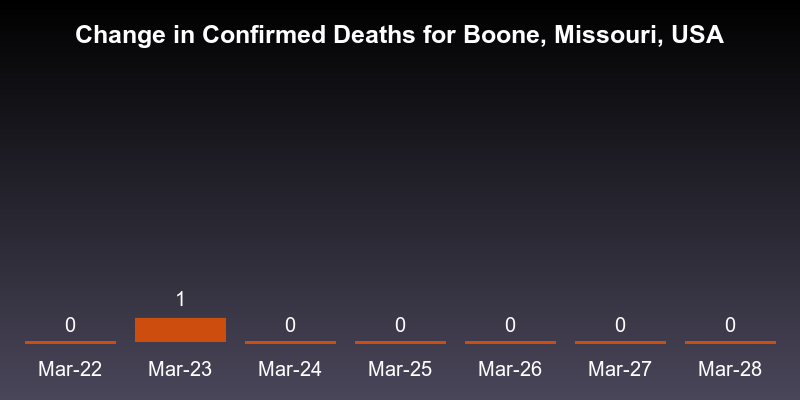 Change in Confirmed Deaths for Boone, Missouri, USA
1
0 0 0 0 0 0
Mar-22 Mar-23 Mar-24 Mar-25 Mar-26 Mar-27 Mar-28